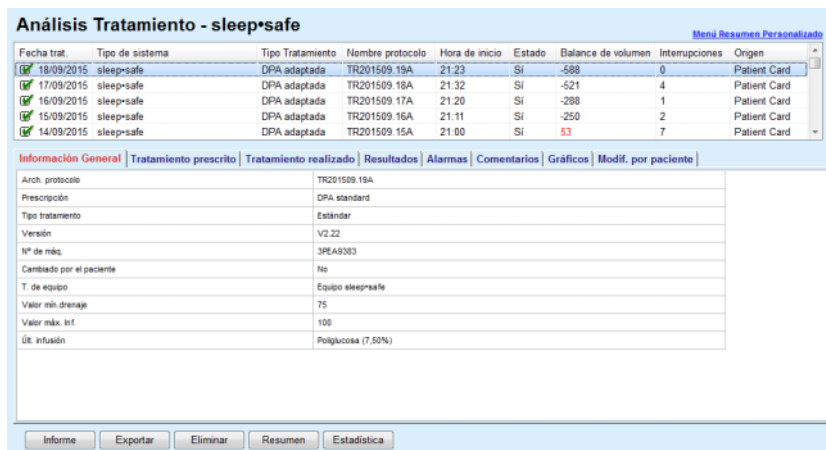 Análisis Tratamiento - sleep•safe
Menú Resumen Personalizado
Fecha trat. Tipo de sistema Tipo Tratamiento Nombre protocolo Hora de inicio Estado Balance de volumen Interrupciones Origen
18/09/2015 sleep•safe DPA adaptada TR201509.19A 21:23 Sí -588 0 Patient Card
17/09/2015 sleep•safe DPA adaptada TR201509.18A 21:32 Sí -521 4 Patient Card
16/09/2015 sleep•safe DPA adaptada TR201509.17A 21:20 Sí -288 1 Patient Card
15/09/2015 sleep•safe DPA adaptada TR201509.16A 21:11 Sí -250 2 Patient Card
14/09/2015 sleep•safe DPA adaptada TR201509.15A 21:00 Sí 53 7 Patient Card
Información General Tratamiento prescrito Tratamiento realizado Resultados Alarmas Comentarios Gráficos Modif. por paciente
Arch. protocolo TR201509.19A
Prescripción DPA standard
Tipo tratamiento Estándar
Versión V2.22
Nº de máq. 3PEA9383
Cambiado por el paciente No
T. de equipo Equipo sleep•safe
Valor mín.drenaje 75
Valor máx. Inf. 100
Últ. infusión Poliglucosa (7,50%)
Informe Exportar Eliminar Resumen Estadística